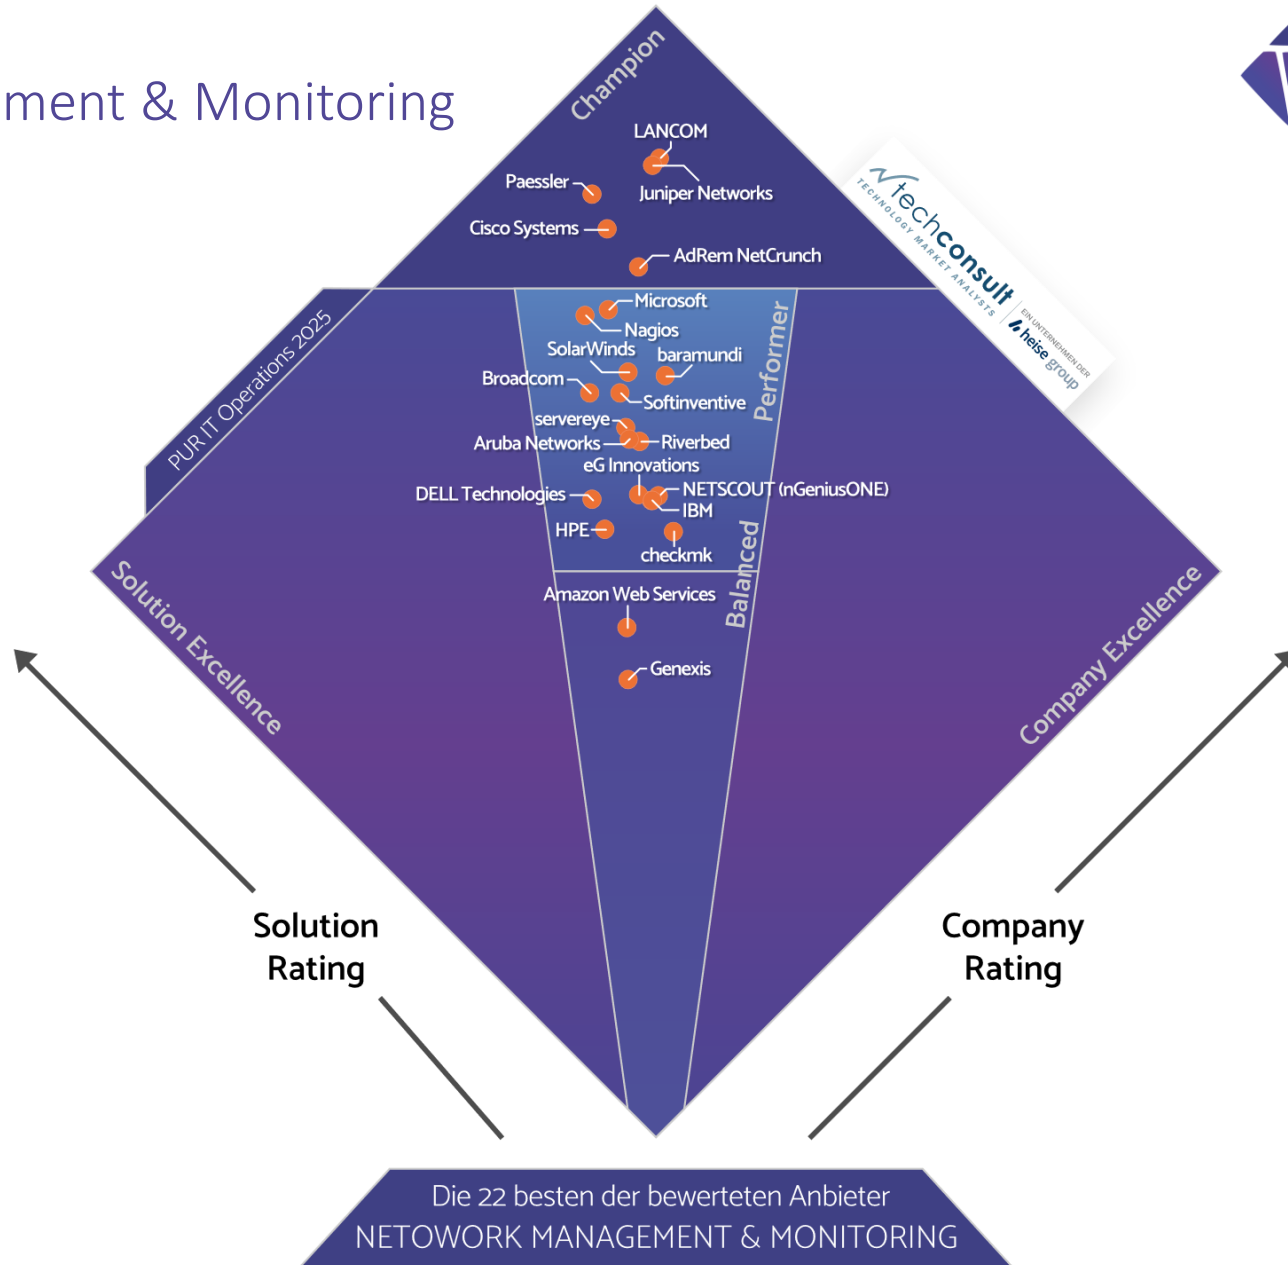 ment & Monitoring
Champion
LANCOM
Juniper Networks
Paessler
Cisco Systems
AdRem NetCrunch
techconsult
TECHNOLOGY MARKET ANALYSTS
EIN UNTERNEHMEN DER
heise group
PUR IT Operations 2025
Microsoft
Nagios
Performer
SolarWinds
baramundi
Broadcom
Softinventive
servereye
Aruba Networks
Riverbed
eG Innovations
DELL Technologies
NETSCOUT (nGeniusONE)
IBM
HPE
checkmk
Balanced
Amazon Web Services
Genexis
Solution Excellence
Company Excellence
Solution
Rating
Company
Rating
Die 22 besten der bewerteten Anbieter
NETOWORK MANAGEMENT & MONITORING